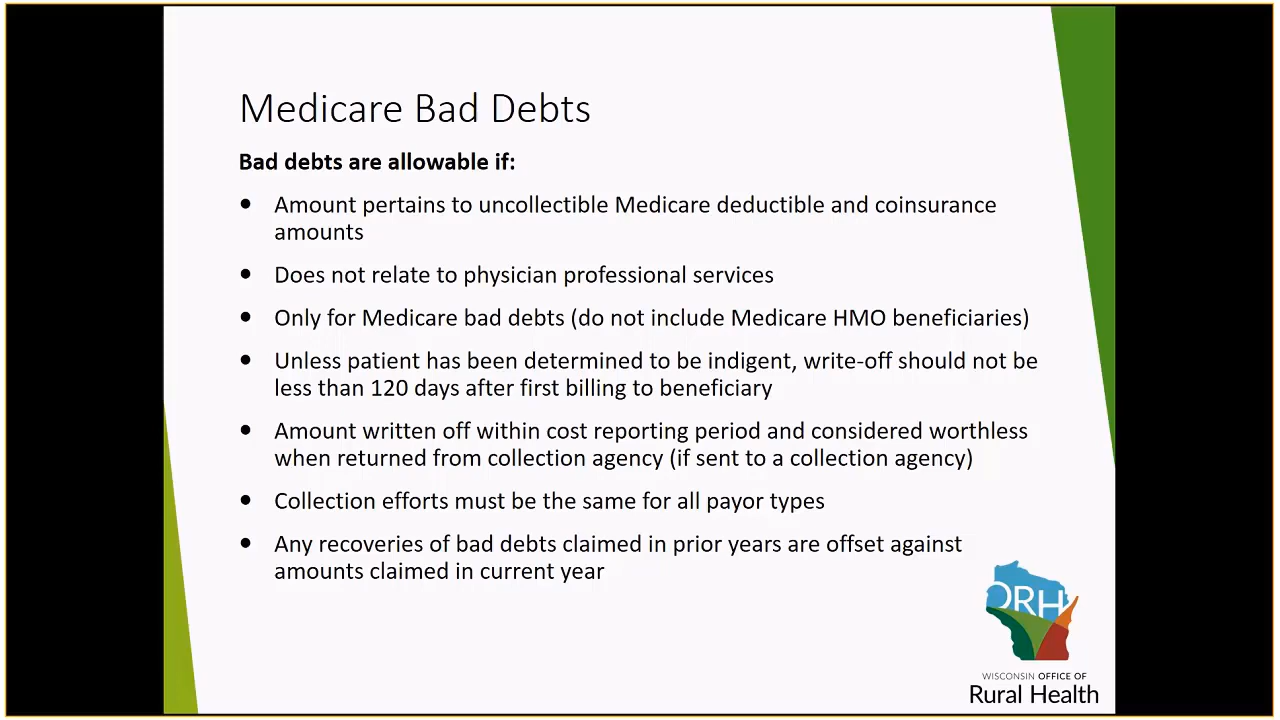 Medicare Bad Debts
Bad debts are allowable if:
• Amount pertains to uncollectible Medicare deductible and coinsurance
amounts
• Does not relate to physician professional services
• Only for Medicare bad debts (do not include Medicare HMO beneficiaries)
• Unless patient has been determined to be indigent, write-off should not be
less than 120 days after first billing to beneficiary
• Amount written off within cost reporting period and considered worthless
when returned from collection agency (if sent to a collection agency)
• Collection efforts must be the same for all payor types
• Any recoveries of bad debts claimed in prior years are offset against
amounts claimed in current year
ORH
WISCONSIN OFFICE OF
Rural Health